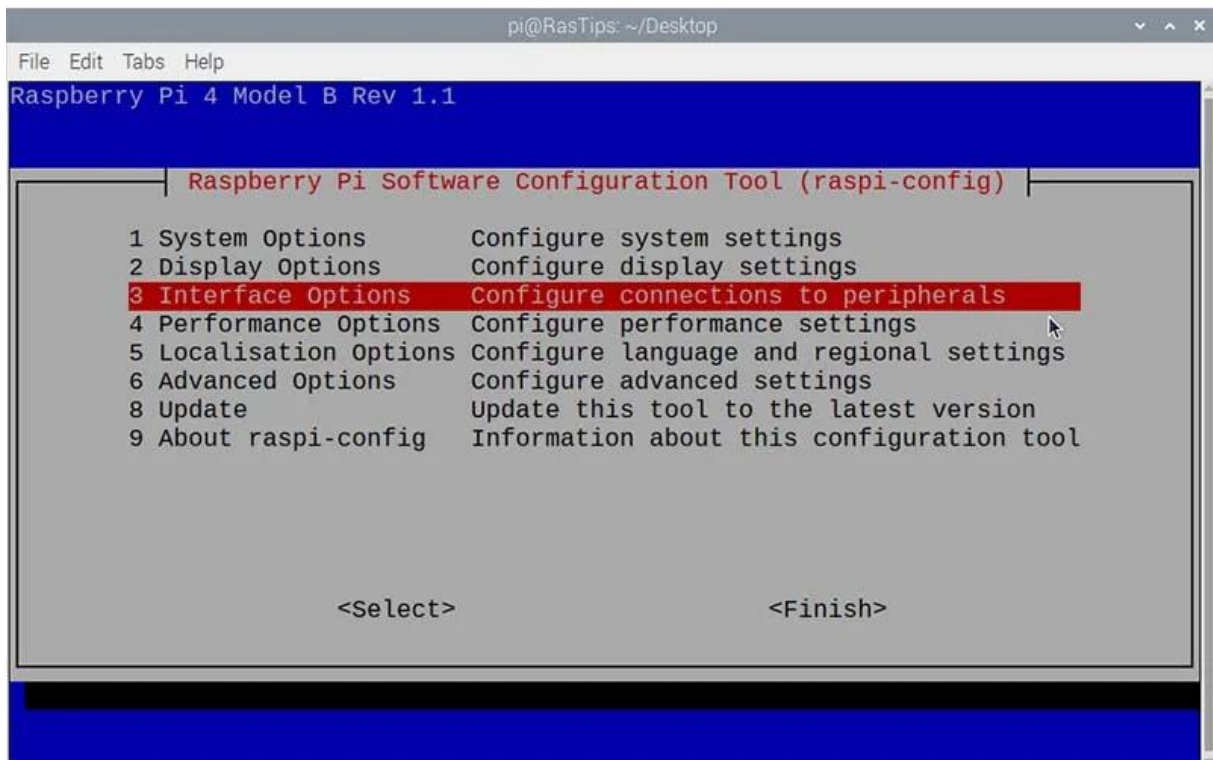 pi@RasTips: ~/Desktop
File Edit Tabs Help
Raspberry Pi 4 Model B Rev 1.1
Raspberry Pi Software Configuration Tool (raspi-config)
1 System Options Configure system settings
2 Display Options Configure display settings
3 Interface Options Configure connections to peripherals
4 Performance Options Configure performance settings
5 Localisation Options Configure language and regional settings
6 Advanced Options Configure advanced settings
8 Update Update this tool to the latest version
9 About raspi-config Information about this configuration tool
<Select> <Finish>